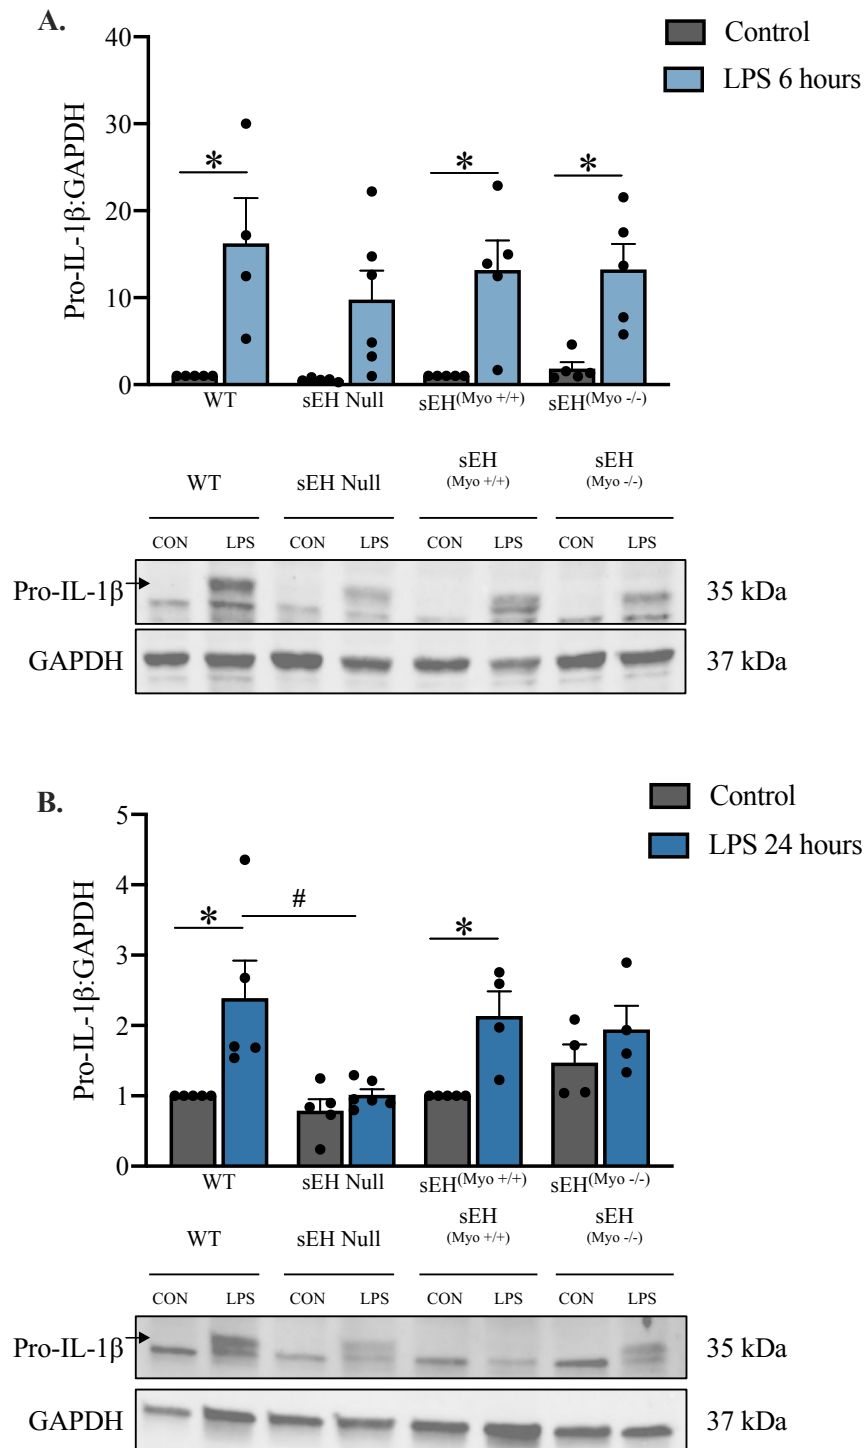 A.
Control
LPS 6 hours
Pro-IL-1β:GAPDH
40
30
20
10
0
* * *
WT sEH Null sEH(Myo +/+) sEH(Myo -/-)
WT sEH Null sEH (Myo +/+) sEH (Myo -/-)
CON LPS CON LPS CON LPS CON LPS
Pro-IL-1β 35 kDa
GAPDH 37 kDa
B.
Control
LPS 24 hours
Pro-IL-1β:GAPDH
5
4
3
2
1
0
* # *
WT sEH Null sEH(Myo +/+) sEH(Myo -/-)
WT sEH Null sEH (Myo +/+) sEH (Myo -/-)
CON LPS CON LPS CON LPS CON LPS
Pro-IL-1β 35 kDa
GAPDH 37 kDa